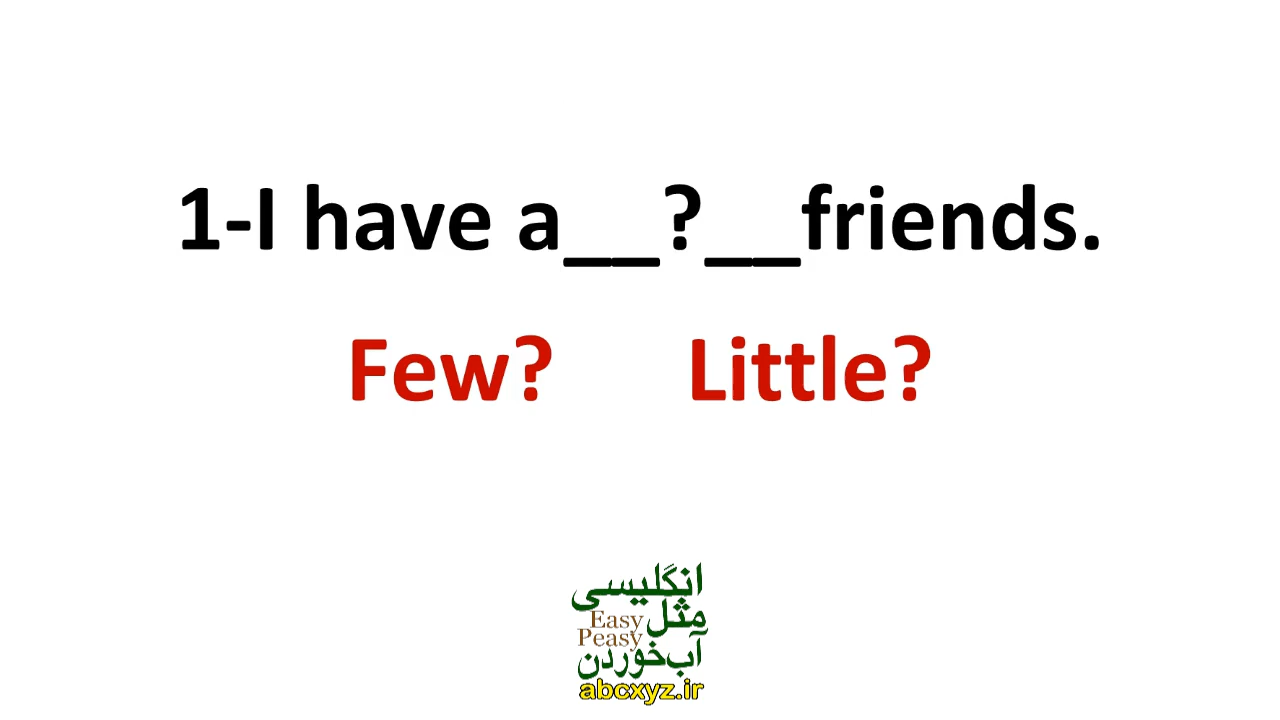 1-I have a__?__friends.
Few? Little?
انگلیسی
مثل Easy
Peasy
آب‌خوردن
abcxyz.ir